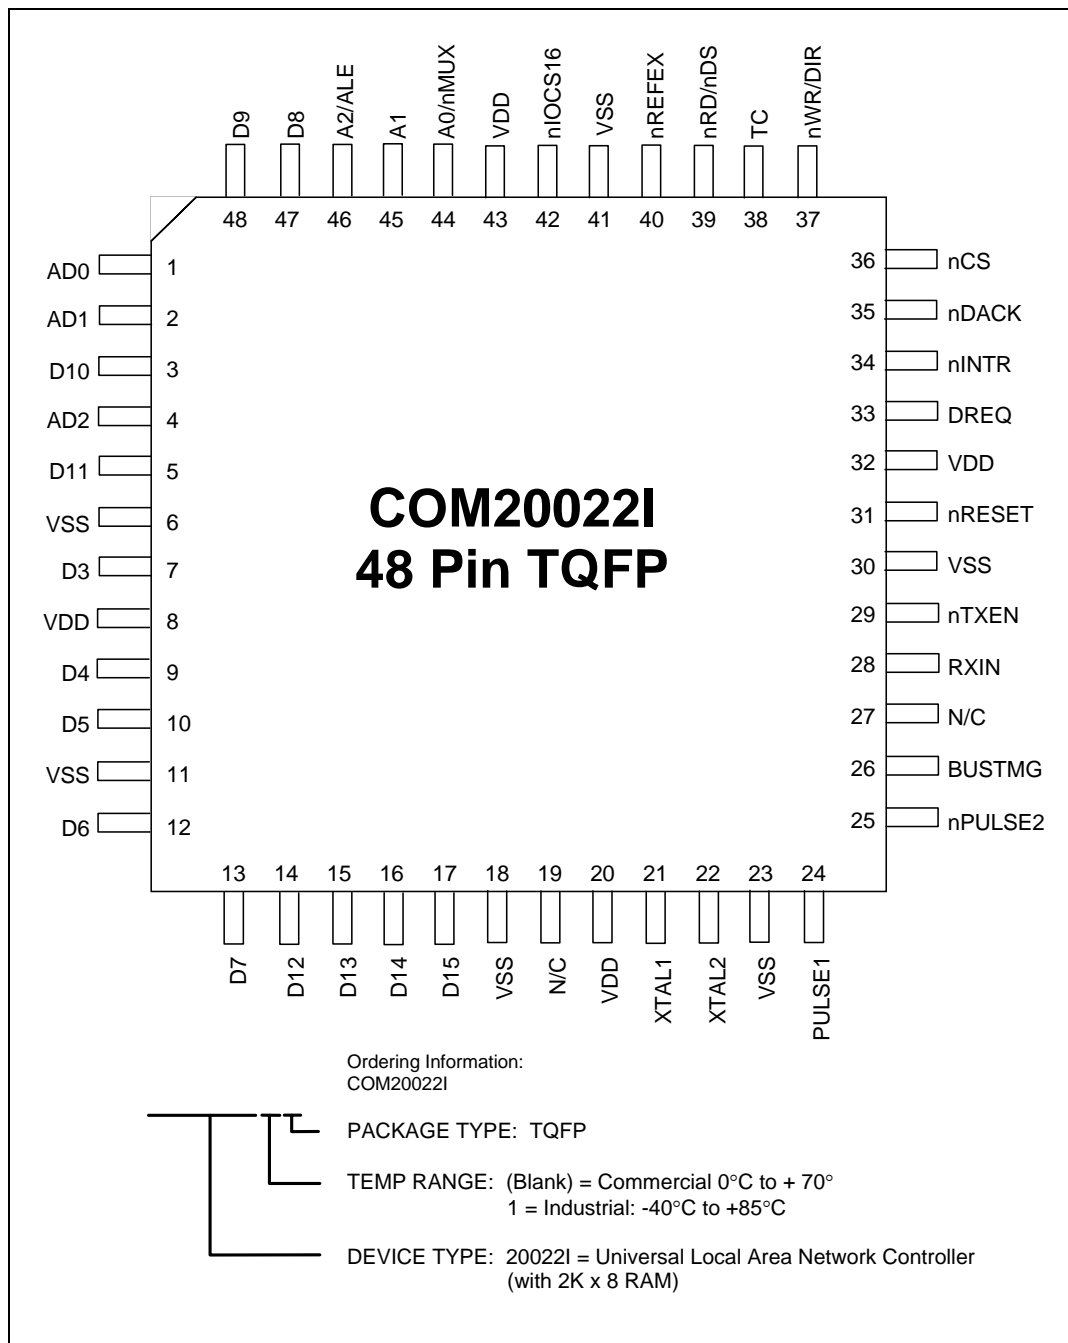 D9
D8
A2/ALE
A1
A0/nMUX
VDD
nIOCS16
VSS
nREFEX
nRD/nDS
TC
nWR/DIR
48 47 46 45 44 43 42 41 40 39 38 37
AD0 1
AD1 2
D10 3
AD2 4
D11 5
VSS 6
D3 7
VDD 8
D4 9
D5 10
VSS 11
D6 12
COM20022I
48 Pin TQFP
36 nCS
35 nDACK
34 nINTR
33 DREQ
32 VDD
31 nRESET
30 VSS
29 nTXEN
28 RXIN
27 N/C
26 BUSTMG
25 nPULSE2
13 14 15 16 17 18 19 20 21 22 23 24
D7
D12
D13
D14
D15
VSS
N/C
VDD
XTAL1
XTAL2
VSS
PULSE1
Ordering Information:
COM20022I
PACKAGE TYPE: TQFP
TEMP RANGE: (Blank) = Commercial 0°C to + 70°
1 = Industrial: -40°C to +85°C
DEVICE TYPE: 20022I = Universal Local Area Network Controller
(with 2K x 8 RAM)